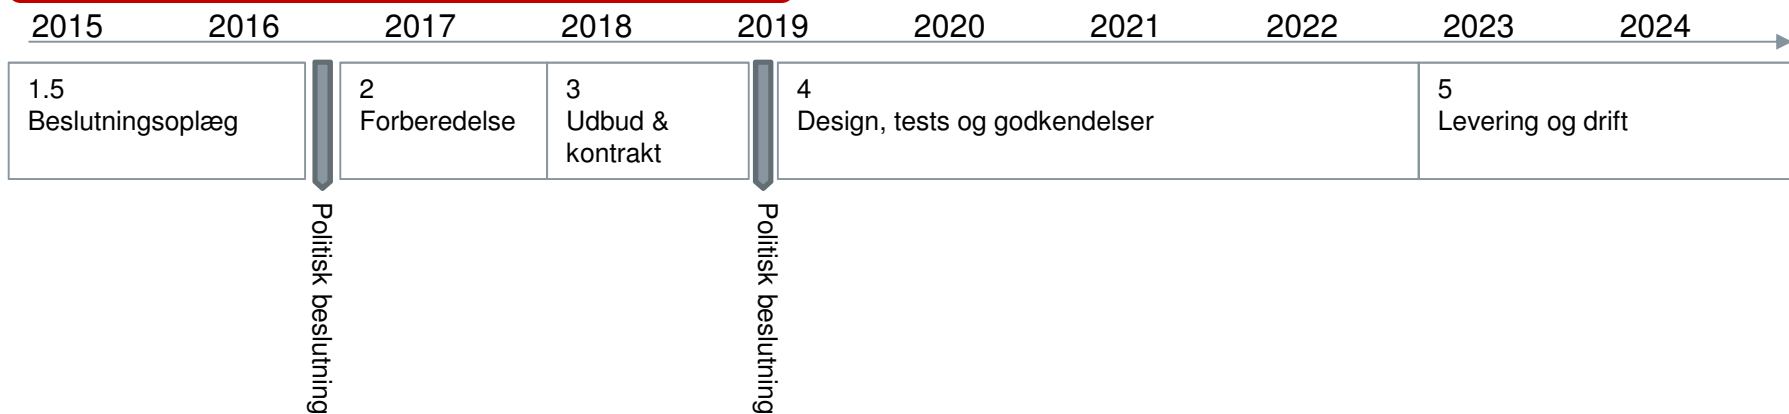 2015 2016 2017 2018 2019 2020 2021 2022 2023 2024
1.5
Beslutningsoplæg
2
Forberedelse
3
Udbud &
kontrakt
4
Design, tests og godkendelser
5
Levering og drift
Politisk beslutning
Politisk beslutning